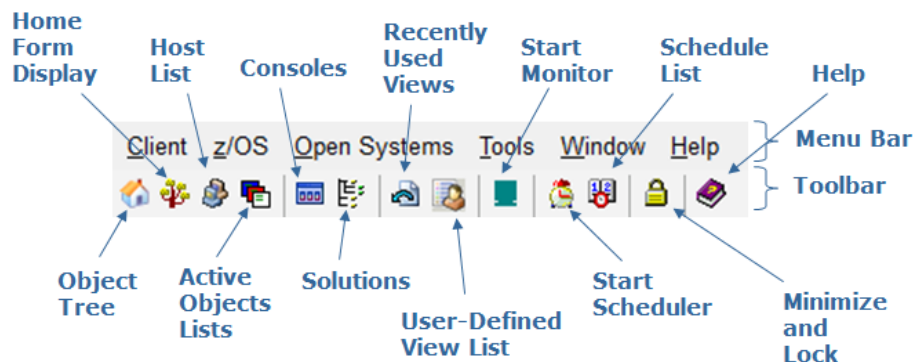 Home
Form
Display
Host
List
Consoles
Recently
Used
Views
Start
Monitor
Schedule
List
Help
Client z/OS Open Systems Tools Window Help
Menu Bar
Toolbar
Object
Tree
Active
Objects
Lists
Solutions
User-Defined
View List
Start
Scheduler
Minimize
and
Lock